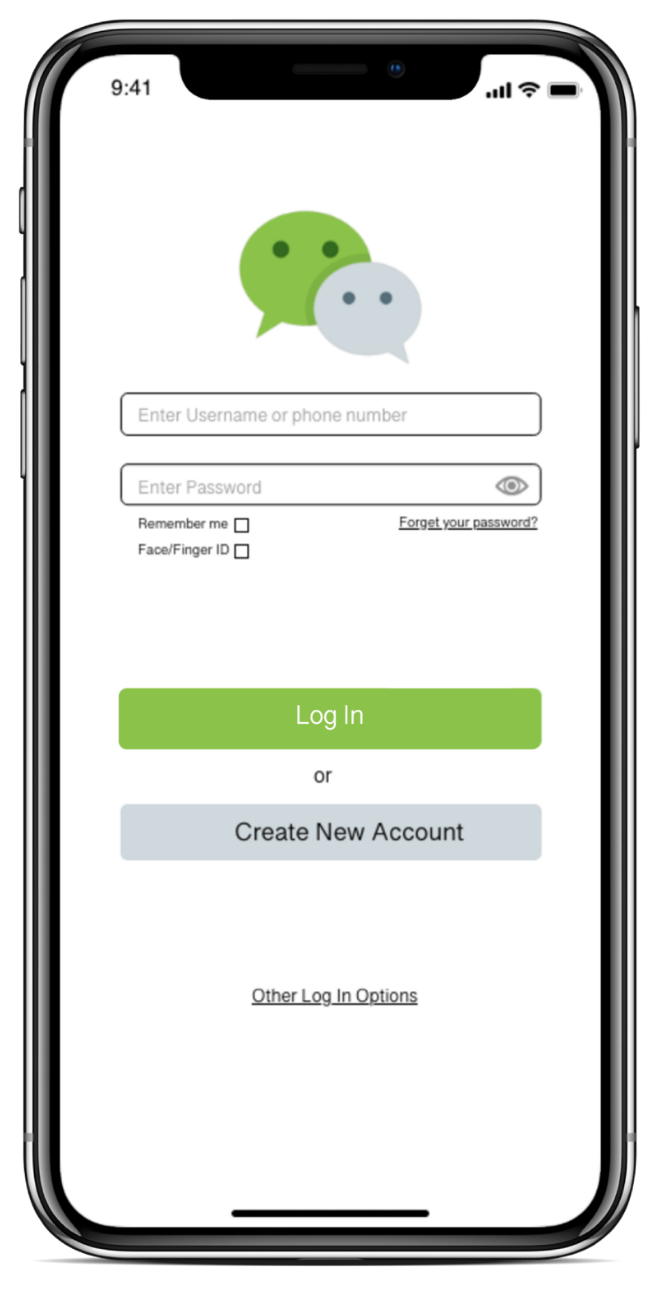 9:41
Enter Username or phone number
Enter Password
Remember me
Forget your password?
Face/Finger ID
Log In
or
Create New Account
Other Log In Options